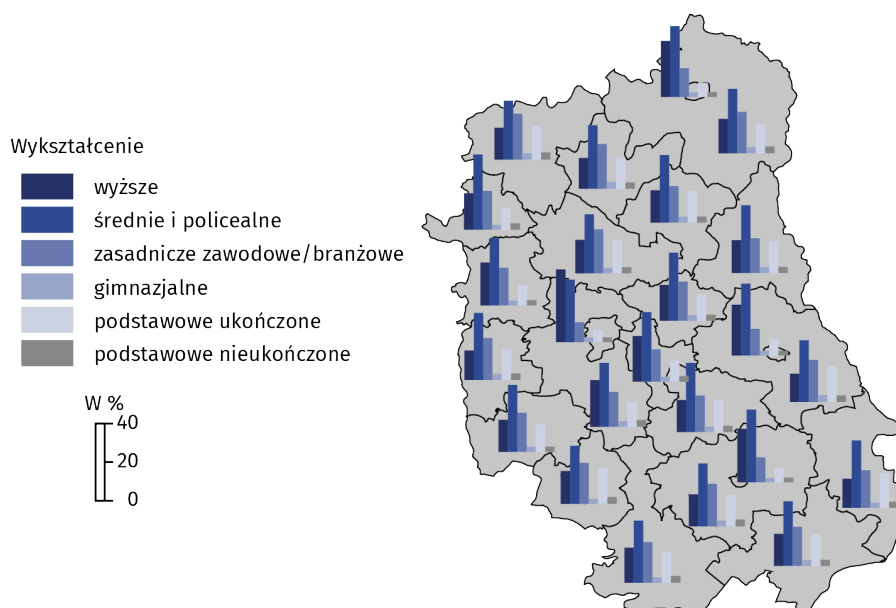 Wykształcenie
wyższe
średnie i policealne
zasadnicze zawodowe/branżowe
gimnazjalne
podstawowe ukończone
podstawowe nieukończone
W %
40
20
0